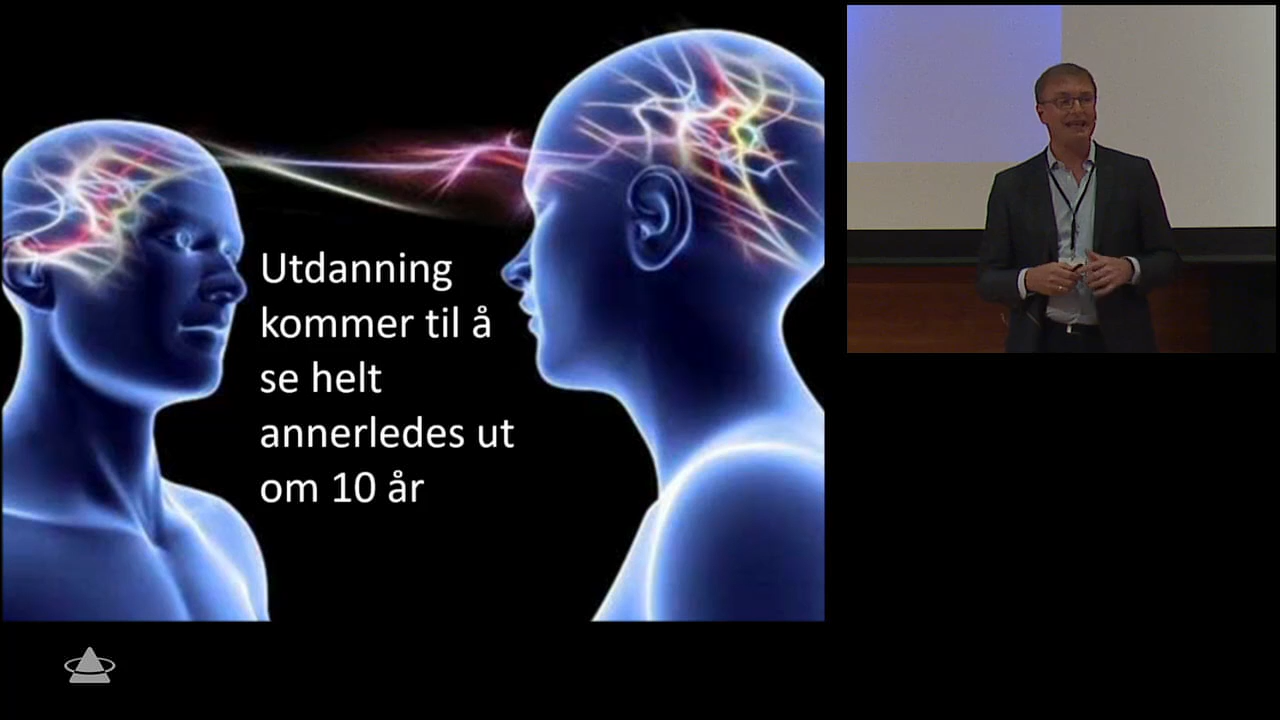 Utdanning
kommer til å
se helt
annerledes ut
om 10 år